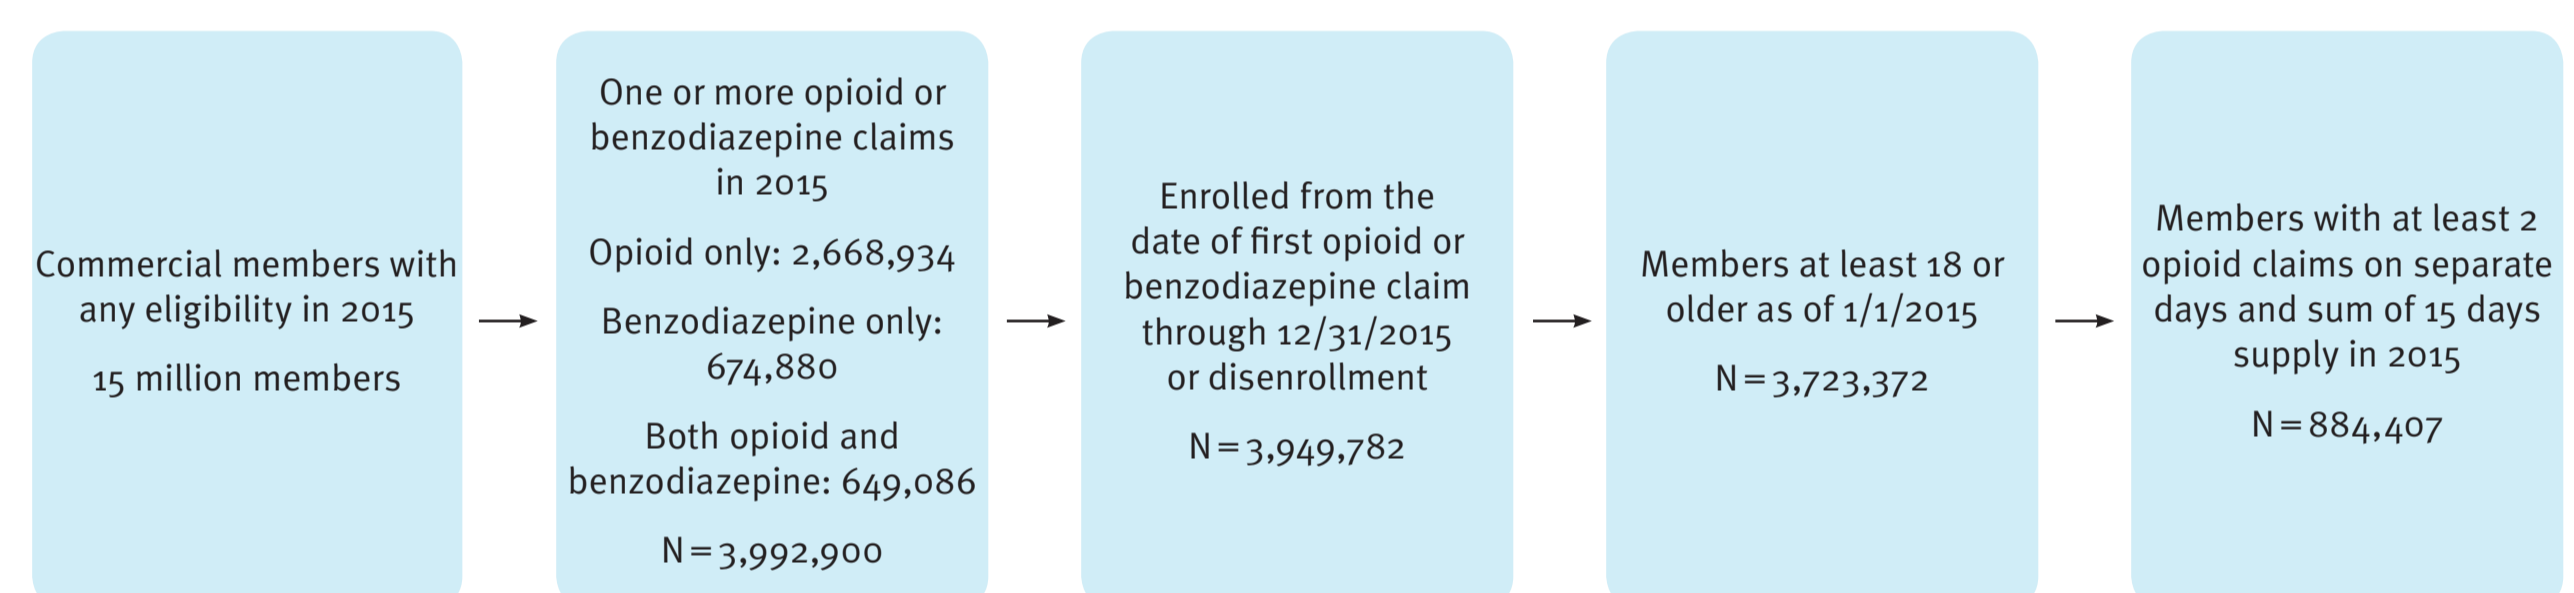 Commercial members with
any eligibility in 2015
15 million members
One or more opioid or
benzodiazepine claims
in 2015
Opioid only: 2,668,934
Benzodiazepine only:
674,880
Both opioid and
benzodiazepine: 649,086
N=3,992,900
Enrolled from the
date of first opioid or
benzodiazepine claim
through 12/31/2015
or disenrollment
N=3,949,782
Members at least 18 or
older as of 1/1/2015
N=3,723,372
Members with at least 2
opioid claims on separate
days and sum of 15 days
supply in 2015
N=884,407